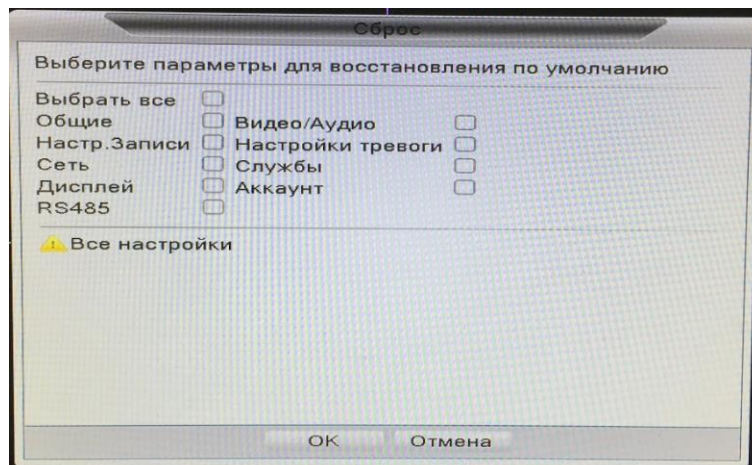 Сброс
Выберите параметры для восстановления по умолчанию
Выбрать все
Общие Видео/Аудио
Настр.Записи Настройки тревоги
Сеть Службы
Дисплей Аккаунт
RS485
Все настройки
OK Отмена